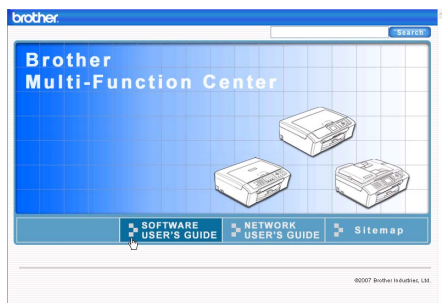 brother.
Search
Brother
Multi-Function Center
SOFTWARE
USER'S GUIDE
NETWORK
USER'S GUIDE
Sitemap
©2007 Brother Industries, Ltd.